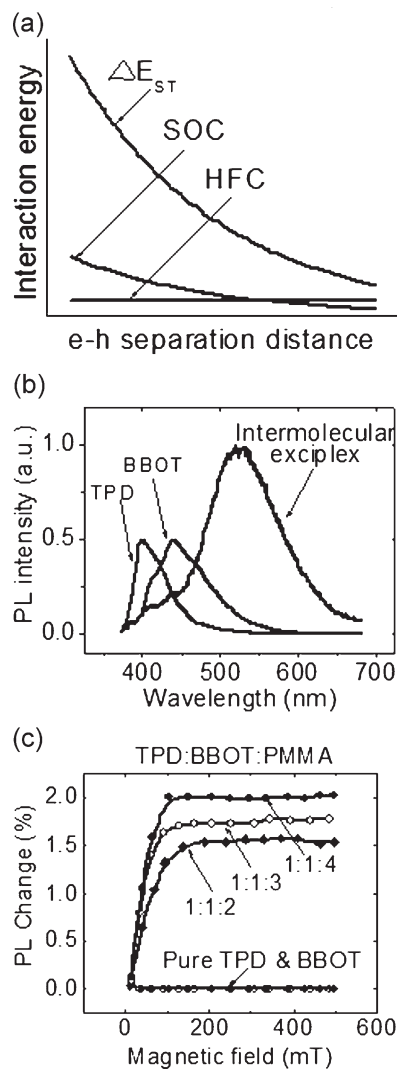 (a)
Interaction energy
△E_ST
SOC
HFC
e-h separation distance
(b)
PL intensity (a.u.)
1.0
0.5
0.0
TPD
BBOT
Intermolecular
exciplex
400 500 600 700
Wavelength (nm)
(c)
TPD:BBOT:PMMA
PL Change (%)
2.0
1.5
1.0
0.5
0.0
1:1:4
1:1:3
1:1:2
Pure TPD & BBOT
0 200 400 600
Magnetic field (mT)